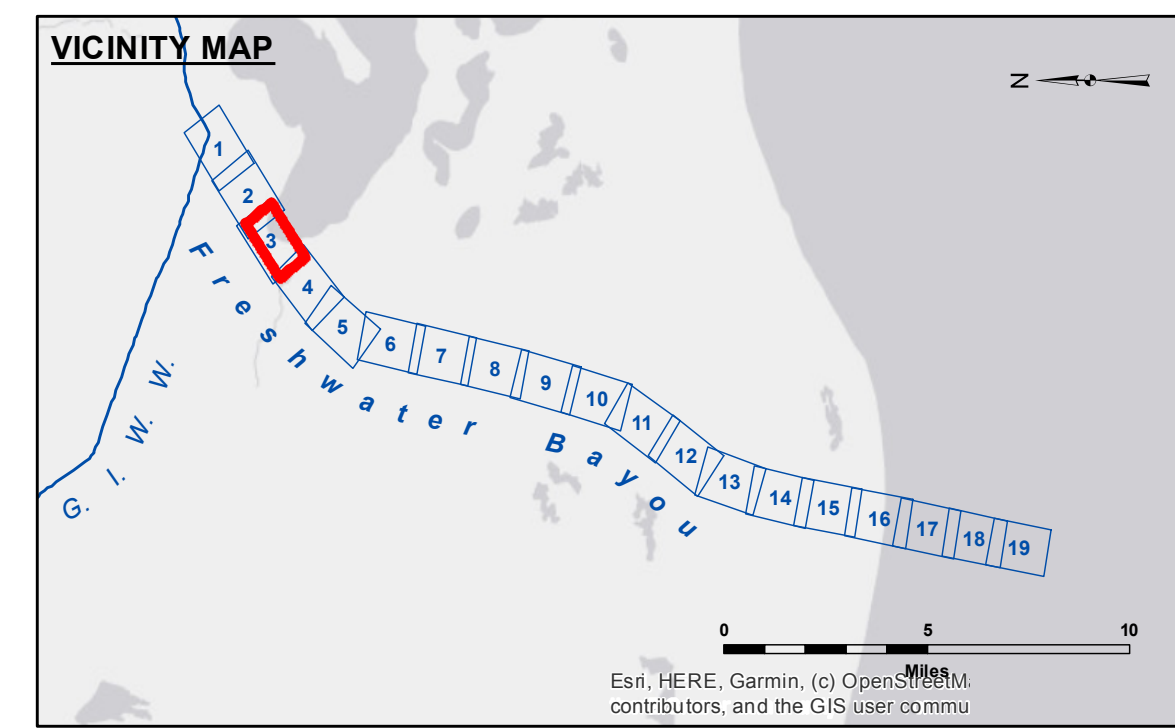 VICINITY MAP
N
1
2
3
4
5
6
7
8
9
10
11
12
13
14
15
16
17
18
19
Freshwater Bayou
G. I. W. W.
0 5 10
Miles
Esri, HERE, Garmin, (c) OpenStreetM
contributors, and the GIS user commu